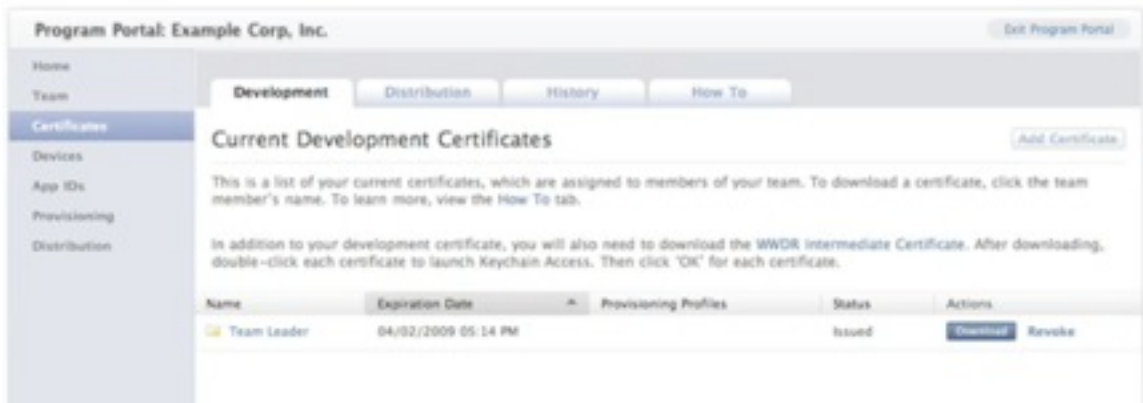 Program Portal: Example Corp, Inc.
Exit Program Portal
Home
Team
Certificates
Devices
App IDs
Provisioning
Distribution
Development
Distribution
History
How To
Current Development Certificates
Add Certificate
This is a list of your current certificates, which are assigned to members of your team. To download a certificate, click the team
member's name. To learn more, view the How To tab.
In addition to your development certificate, you will also need to download the WWDR Intermediate Certificate. After downloading,
double-click each certificate to launch Keychain Access. Then click 'OK' for each certificate.
Name Expiration Date Provisioning Profiles Status Actions
Team Leader 04/02/2009 05:14 PM Issued Download Revoke